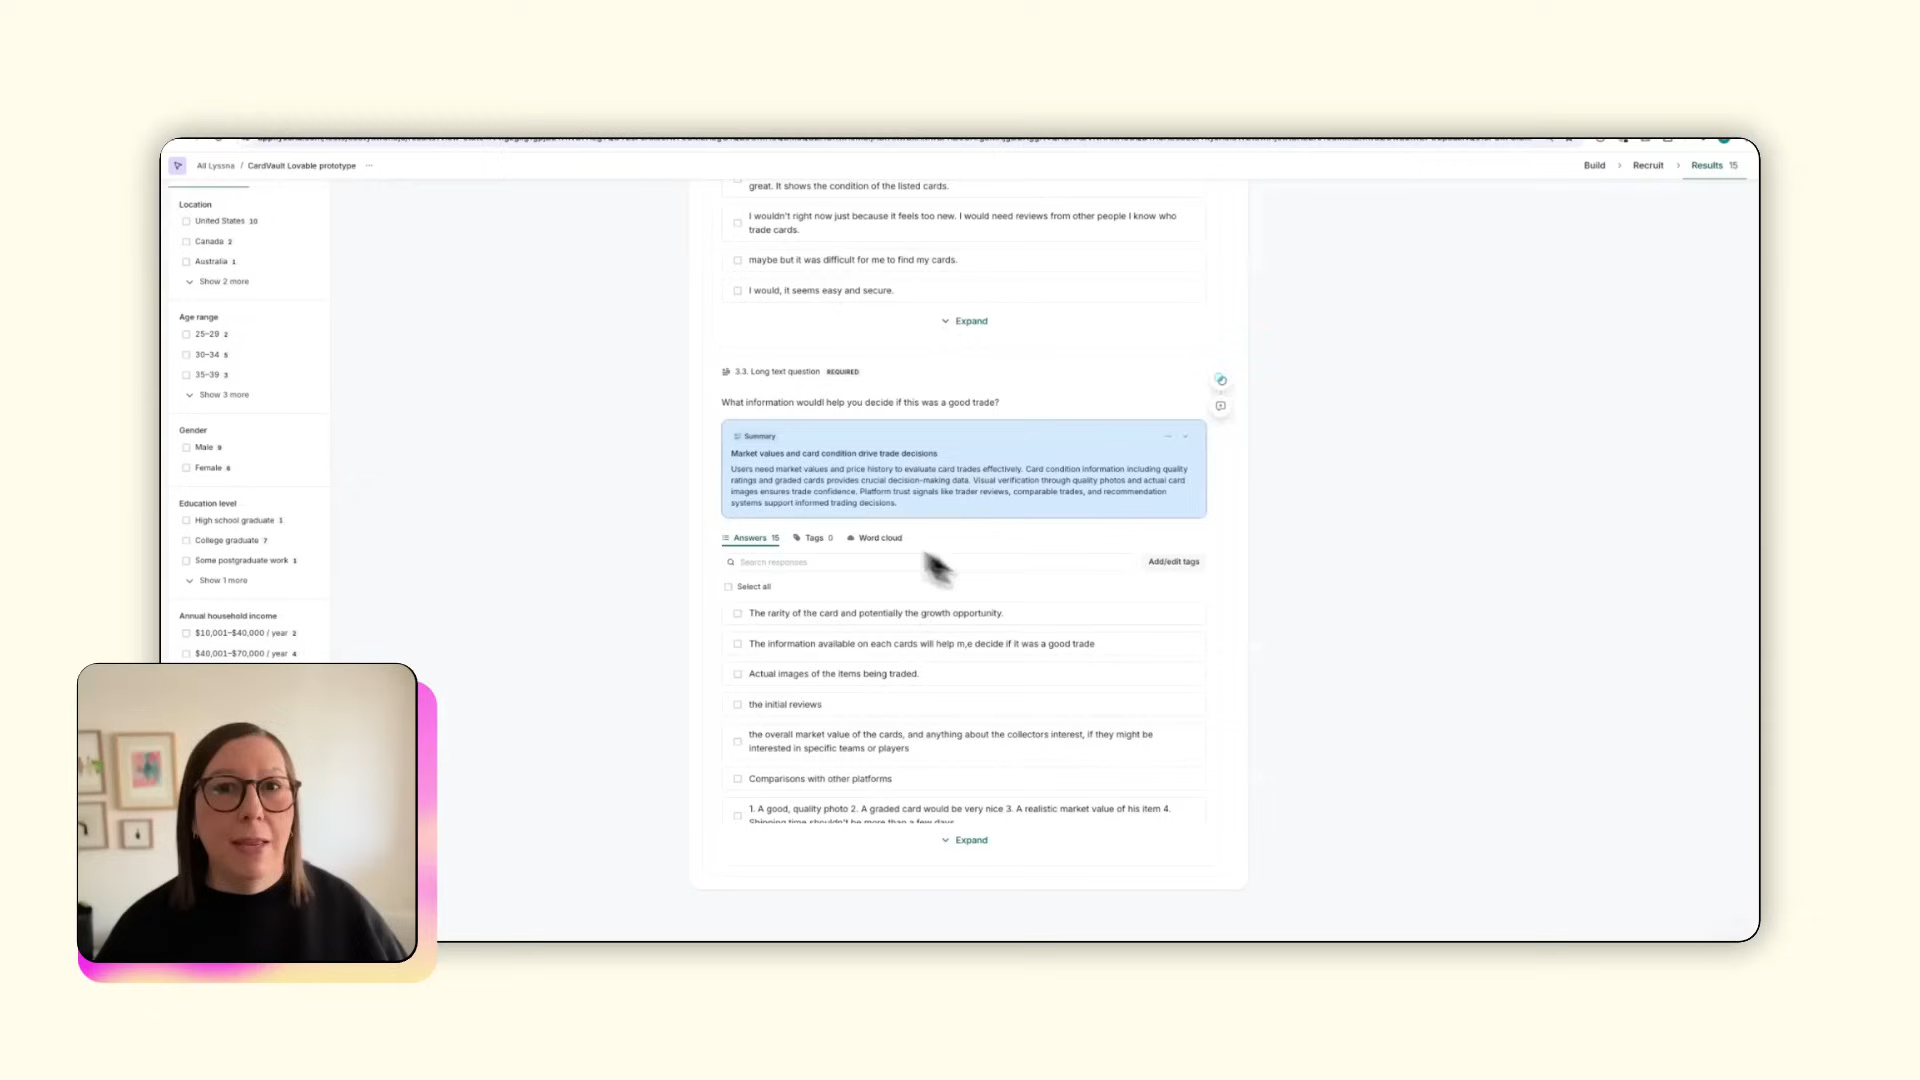 All Lyssna / CardVault Lovable prototype ···
Build > Recruit > Results 15
Location
United States 10
Canada 2
Australia 1
Show 2 more
Age range
25–29 2
30–34 5
35–39 3
Show 3 more
Gender
Male 9
Female 6
Education level
High school graduate
College graduate 7
Some postgraduate work 1
Show 1 more
Annual household income
$10,001–$40,000 / year 2
$40,001–$70,000 / year 4
great. It shows the condition of the listed cards.
I wouldn't right now just because it feels too new. I would need reviews from other people I know who
trade cards.
maybe but it was difficult for me to find my cards.
I would, it seems easy and secure.
Expand
3.3. Long text question REQUIRED
What information wouldl help you decide if this was a good trade?
Summary
Market values and card condition drive trade decisions
Users need market values and price history to evaluate card trades effectively. Card condition information including quality
ratings and graded cards provides crucial decision-making data. Visual verification through quality photos and actual card
images ensures trade confidence. Platform trust signals like trader reviews, comparable trades, and recommendation
systems support informed trading decisions.
Answers 15 Tags 0 Word cloud
Search responses
Add/edit tags
Select all
The rarity of the card and potentially the growth opportunity.
The information available on each cards will help m,e decide if it was a good trade
Actual images of the items being traded.
the initial reviews
the overall market value of the cards, and anything about the collectors interest, if they might be
interested in specific teams or players
Comparisons with other platforms
1. A good, quality photo 2. A graded card would be very nice 3. A realistic market value of his item 4.
Shipping time shouldn't be more than a few days
Expand